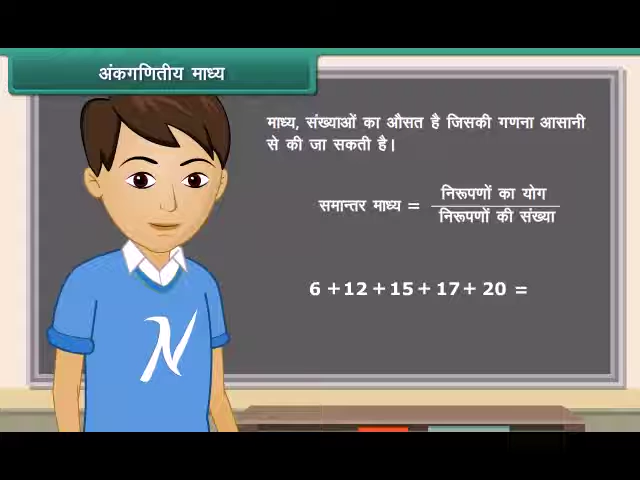 अंकगणितीय माध्य
माध्य, संख्याओं का औसत है जिसकी गणना आसानी
से की जा सकती है।
समान्तर माध्य = निरूपणों का योग
निरूपणों की संख्या
6 + 12 + 15 + 17 + 20 =
N